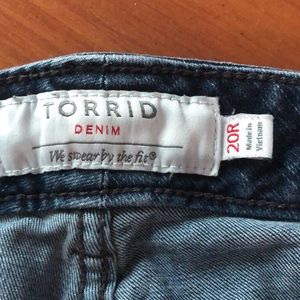 TORRID
DENIM
We swear by the fit®
20R
Made in
Vietnam